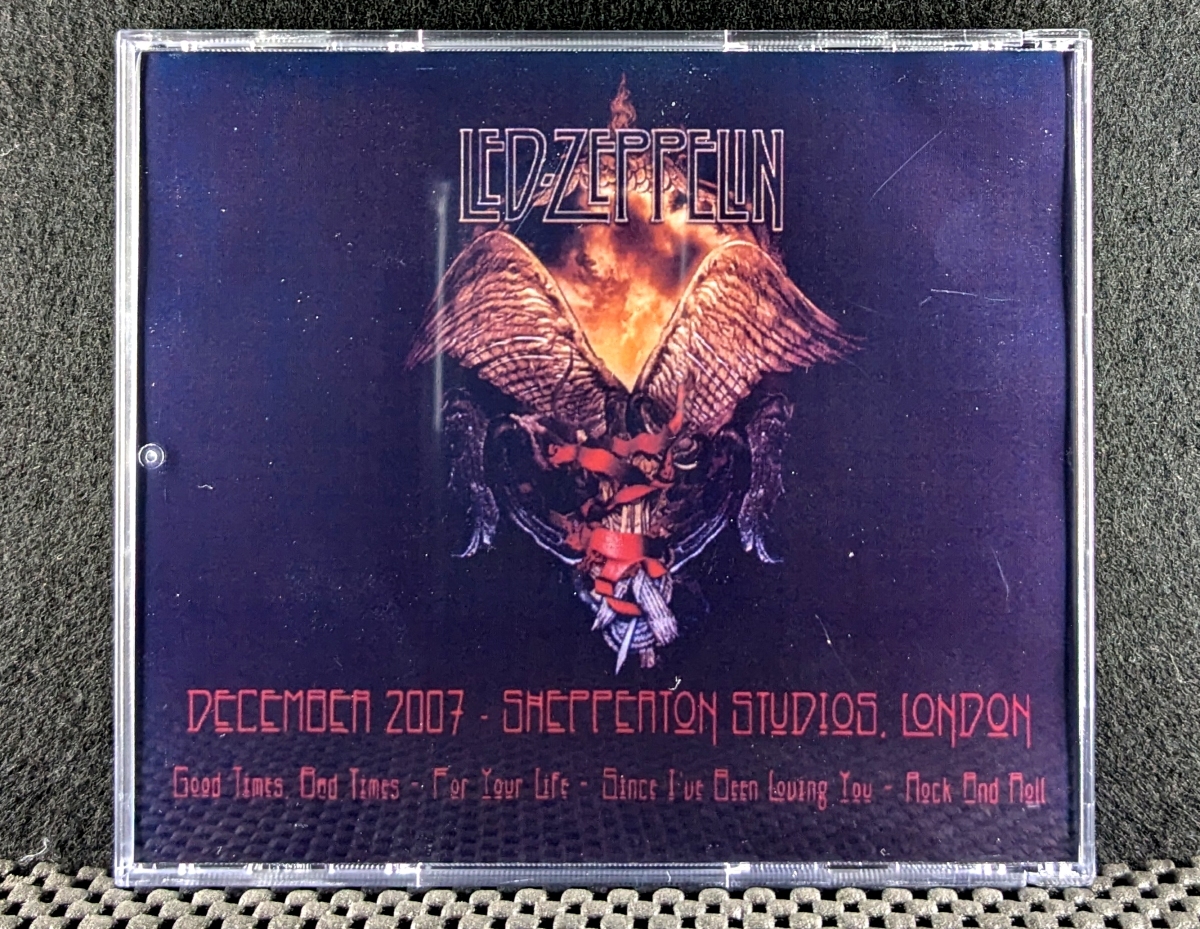 LED-ZEPPELIN
DECEMBER 2007 - SHEPPERTON STUDIOS, LONDON
Good Times, Bad Times - For Your Life - Since I've Been Loving You - Rock And Roll